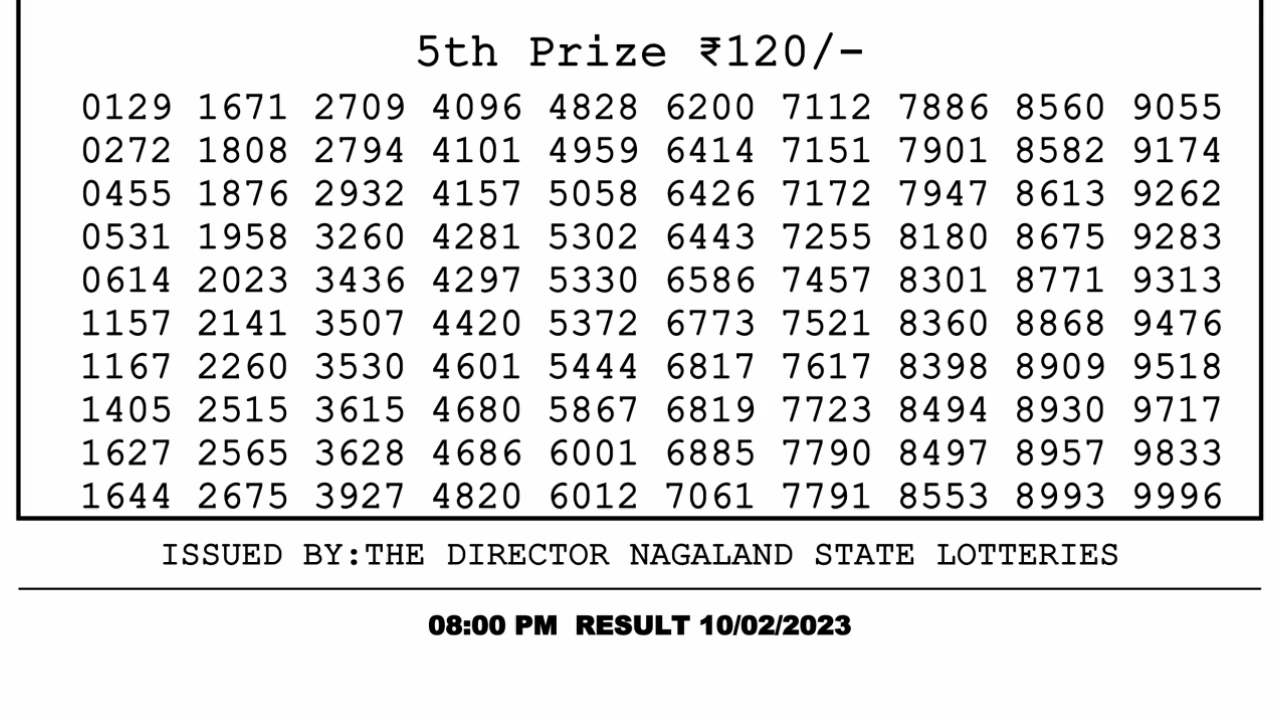 5th Prize ₹120/-
0129 1671 2709 4096 4828 6200 7112 7886 8560 9055
0272 1808 2794 4101 4959 6414 7151 7901 8582 9174
0455 1876 2932 4157 5058 6426 7172 7947 8613 9262
0531 1958 3260 4281 5302 6443 7255 8180 8675 9283
0614 2023 3436 4297 5330 6586 7457 8301 8771 9313
1157 2141 3507 4420 5372 6773 7521 8360 8868 9476
1167 2260 3530 4601 5444 6817 7617 8398 8909 9518
1405 2515 3615 4680 5867 6819 7723 8494 8930 9717
1627 2565 3628 4686 6001 6885 7790 8497 8957 9833
1644 2675 3927 4820 6012 7061 7791 8553 8993 9996
ISSUED BY:THE DIRECTOR NAGALAND STATE LOTTERIES
08:00 PM RESULT 10/02/2023